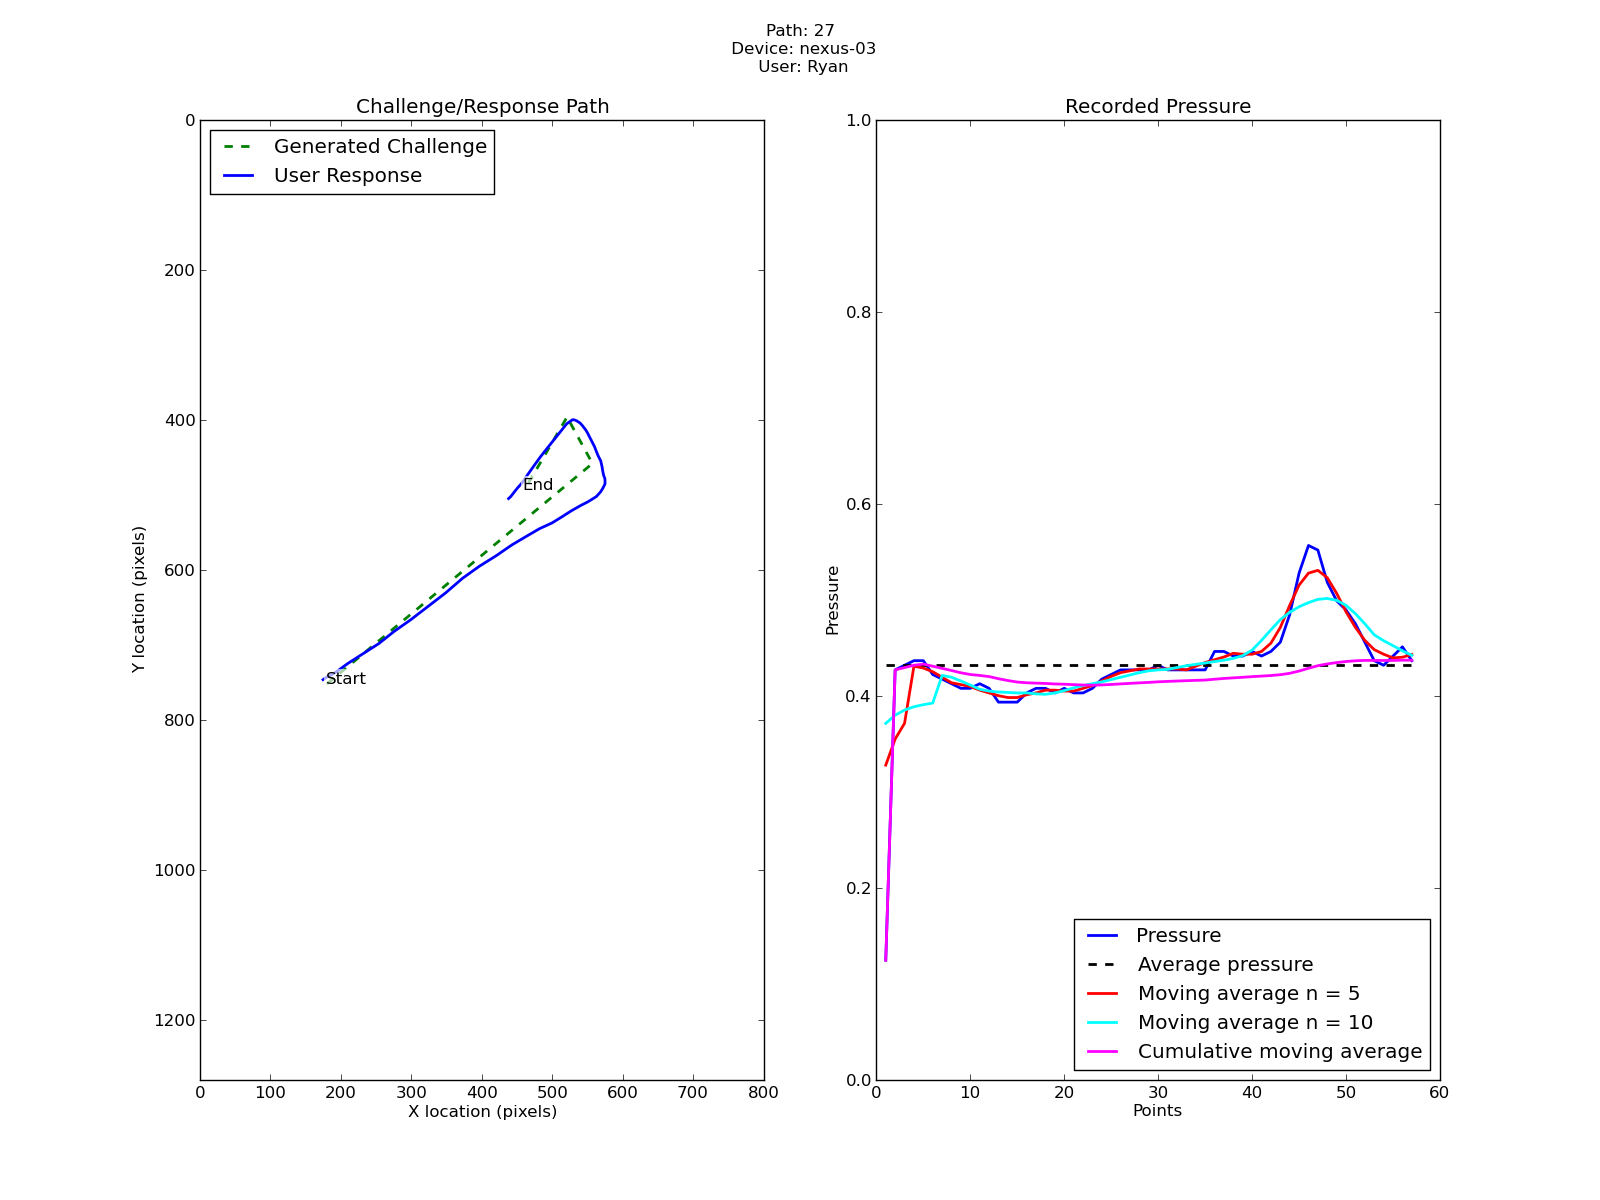 Path: 27
Device: nexus-03
User: Ryan
Challenge/Response Path
Generated Challenge
User Response
0
200
400
600
800
1000
1200
Y location (pixels)
Start
End
0 100 200 300 400 500 600 700 800
X location (pixels)
Recorded Pressure
1.0
0.8
0.6
0.4
0.2
0.0
Pressure
Pressure
Average pressure
Moving average n = 5
Moving average n = 10
Cumulative moving average
0 10 20 30 40 50 60
Points